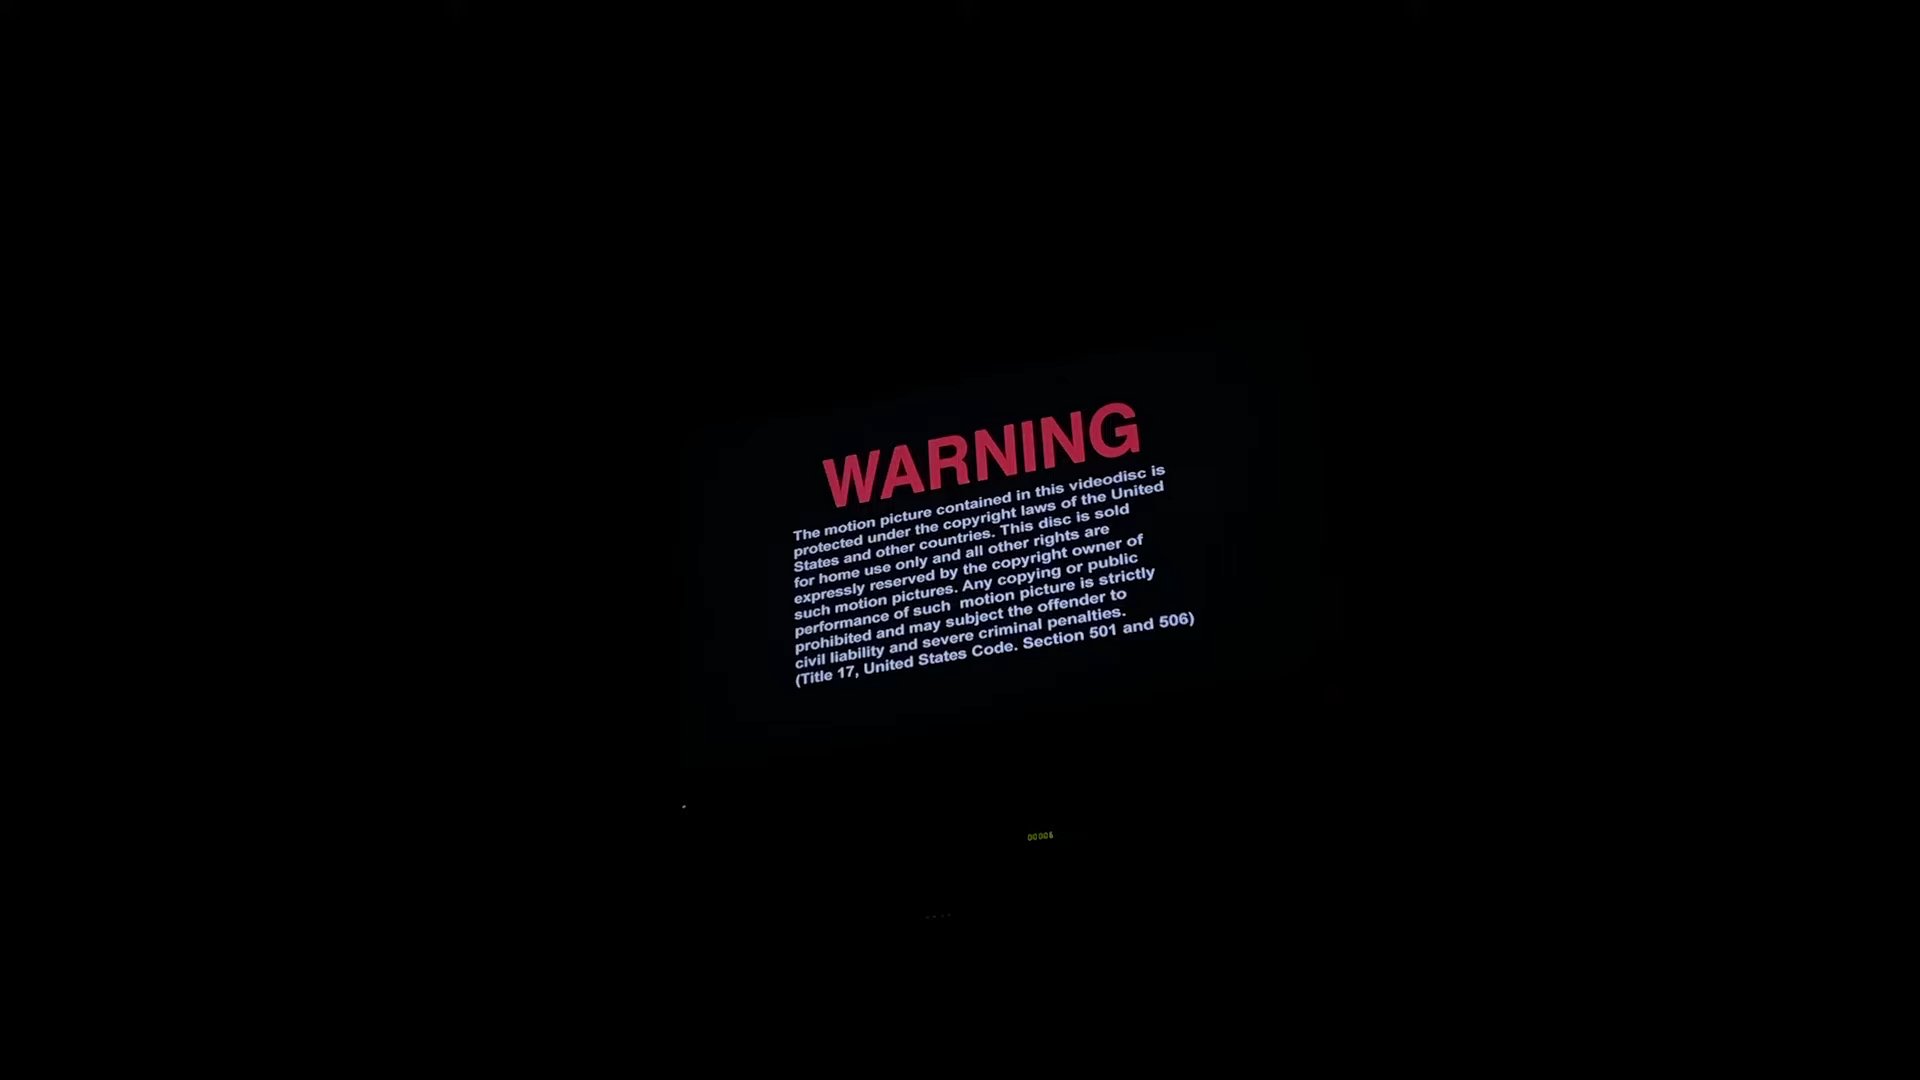 WARNING
The motion picture contained in this videodisc is
protected under the copyright laws of the United
States and other countries. This disc is sold
for home use only and all other rights are
expressly reserved by the copyright owner of
such motion pictures. Any copying or public
performance of such motion picture is strictly
prohibited and may subject the offender to
civil liability and severe criminal penalties.
(Title 17, United States Code. Section 501 and 506)